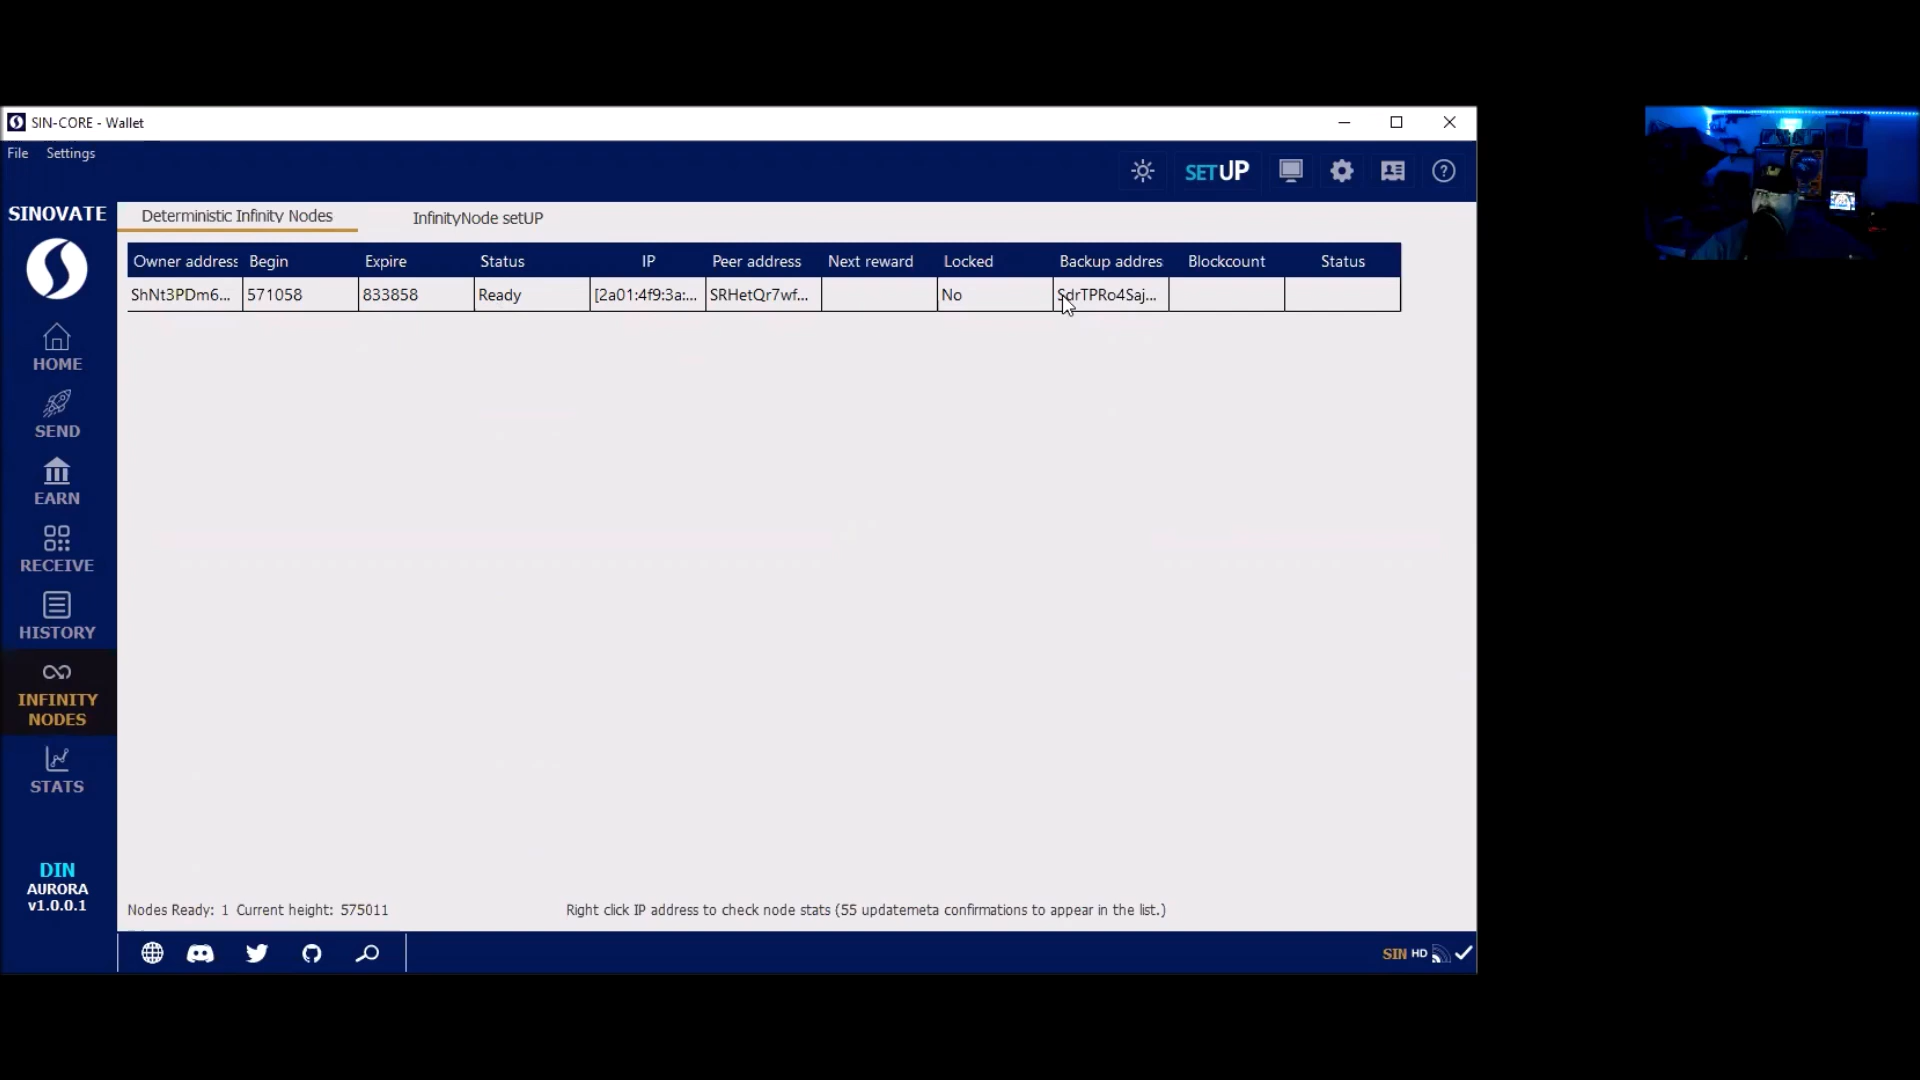 SIN-CORE - Wallet
File Settings
SETUP
SINOVATE
Deterministic Infinity Nodes InfinityNode setUP
Owner address Begin Expire Status IP Peer address Next reward Locked Backup addres Blockcount Status
ShNt3PDm6... 571058 833858 Ready [2a01:4f9:3a:... SRHetQr7wf... No SdrTPRo4Saj...
HOME
SEND
EARN
RECEIVE
HISTORY
INFINITY
NODES
STATS
DIN
AURORA
v1.0.0.1
Nodes Ready: 1 Current height: 575011 Right click IP address to check node stats (55 updatemeta confirmations to appear in the list.)
SIN HD